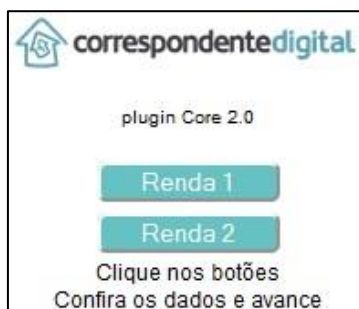 correspondentedigital
plugin Core 2.0
Renda 1
Renda 2
Clique nos botões
Confira os dados e avance